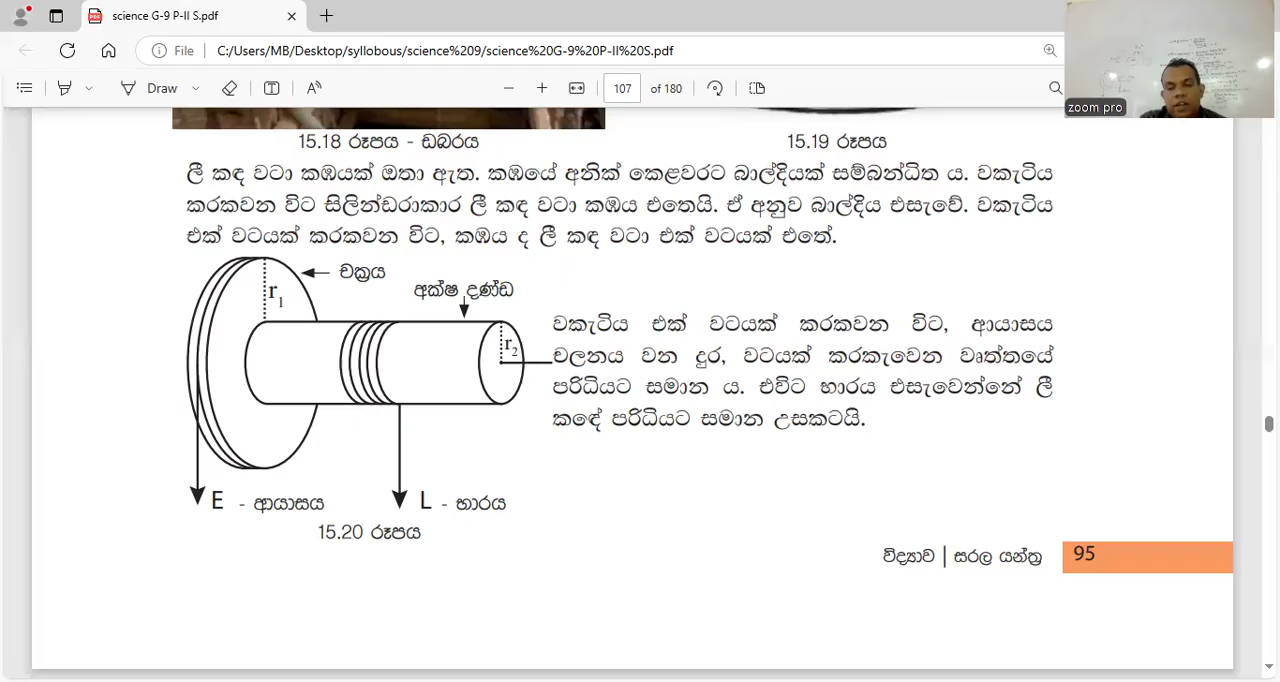 science G-9 P-II S.pdf
File
C:/Users/MB/Desktop/syllobous/science%209/science%20G-9%20P-II%20S.pdf
Draw
107 of 180
zoom pro
15.18 රූපය - ඩබරය
15.19 රූපය
ලී කඳ වටා කඹයක් ඔතා ඇත. කඹයේ අනික් කෙළවරට බාල්දියක් සම්බන්ධිත ය. වකැටිය
කරකවන විට සිලින්ඩරාකාර ලී කඳ වටා කඹය එතෙයි. ඒ අනුව බාල්දිය එසැවේ. වකැටිය
එක් වටයක් කරකවන විට, කඹය ද ලී කඳ වටා එක් වටයක් එතේ.
චක්‍රය
r1
අක්ෂ දණ්ඩ
r2
වකැටිය එක් වටයක් කරකවන විට, ආයාසය
චලනය වන දුර, වටයක් කරකැවෙන වෘත්තයේ
පරිධියට සමාන ය. එවිට භාරය එසැවෙන්නේ ලී
කඳේ පරිධියට සමාන උසකටයි.
E - ආයාසය
L - භාරය
15.20 රූපය
විද්‍යාව | සරල යන්ත්‍ර
95